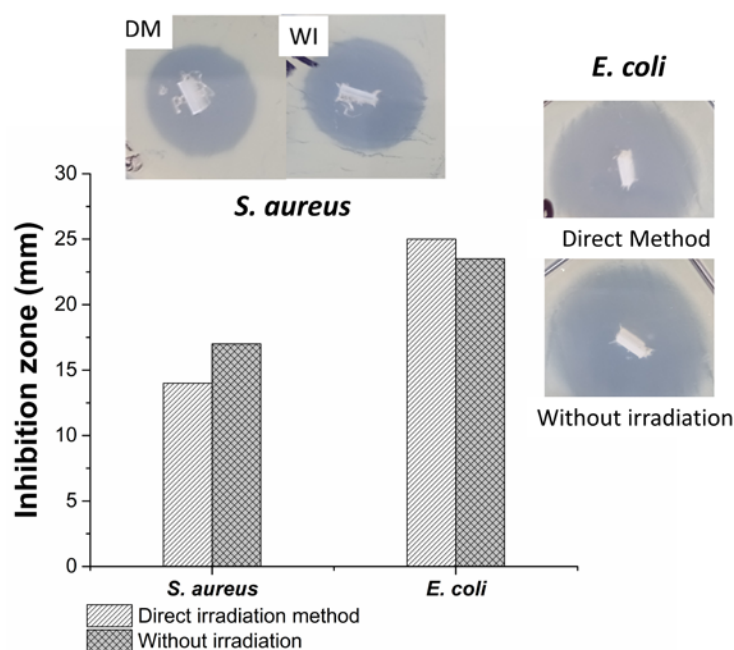 DM
WI
E. coli
S. aureus
Direct Method
Without irradiation
Inhibition zone (mm)
30
25
20
15
10
5
0
S. aureus
E. coli
Direct irradiation method
Without irradiation